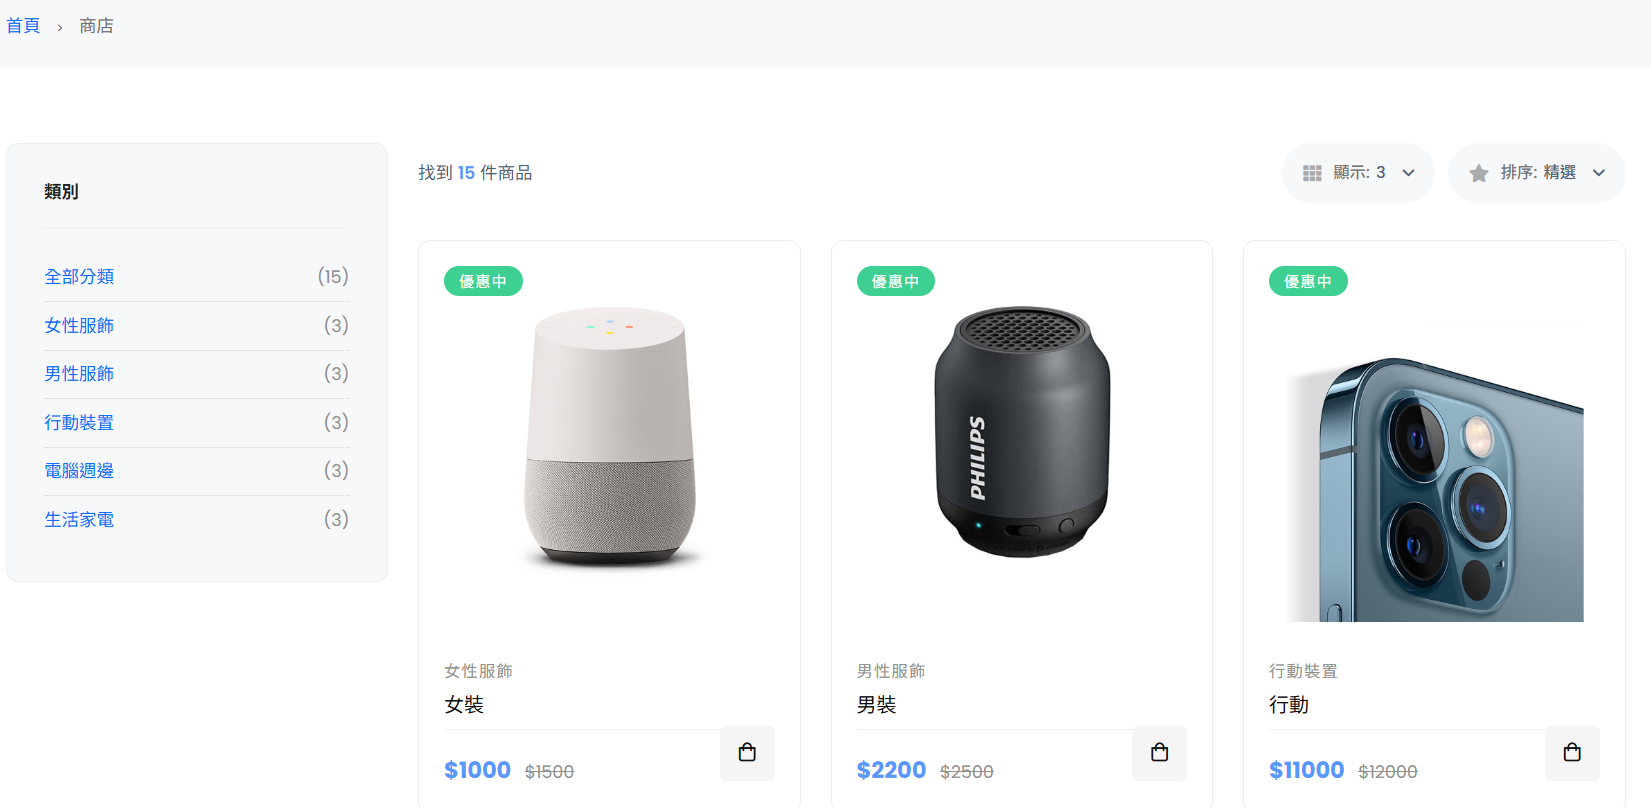 首頁 › 商店
類別
全部分類 (15)
女性服飾 (3)
男性服飾 (3)
行動裝置 (3)
電腦週邊 (3)
生活家電 (3)
找到 15 件商品
顯示: 3
排序: 精選
優惠中
女性服飾
女裝
$1000 $1500
優惠中
PHILIPS
男性服飾
男裝
$2200 $2500
優惠中
行動裝置
行動
$11000 $12000